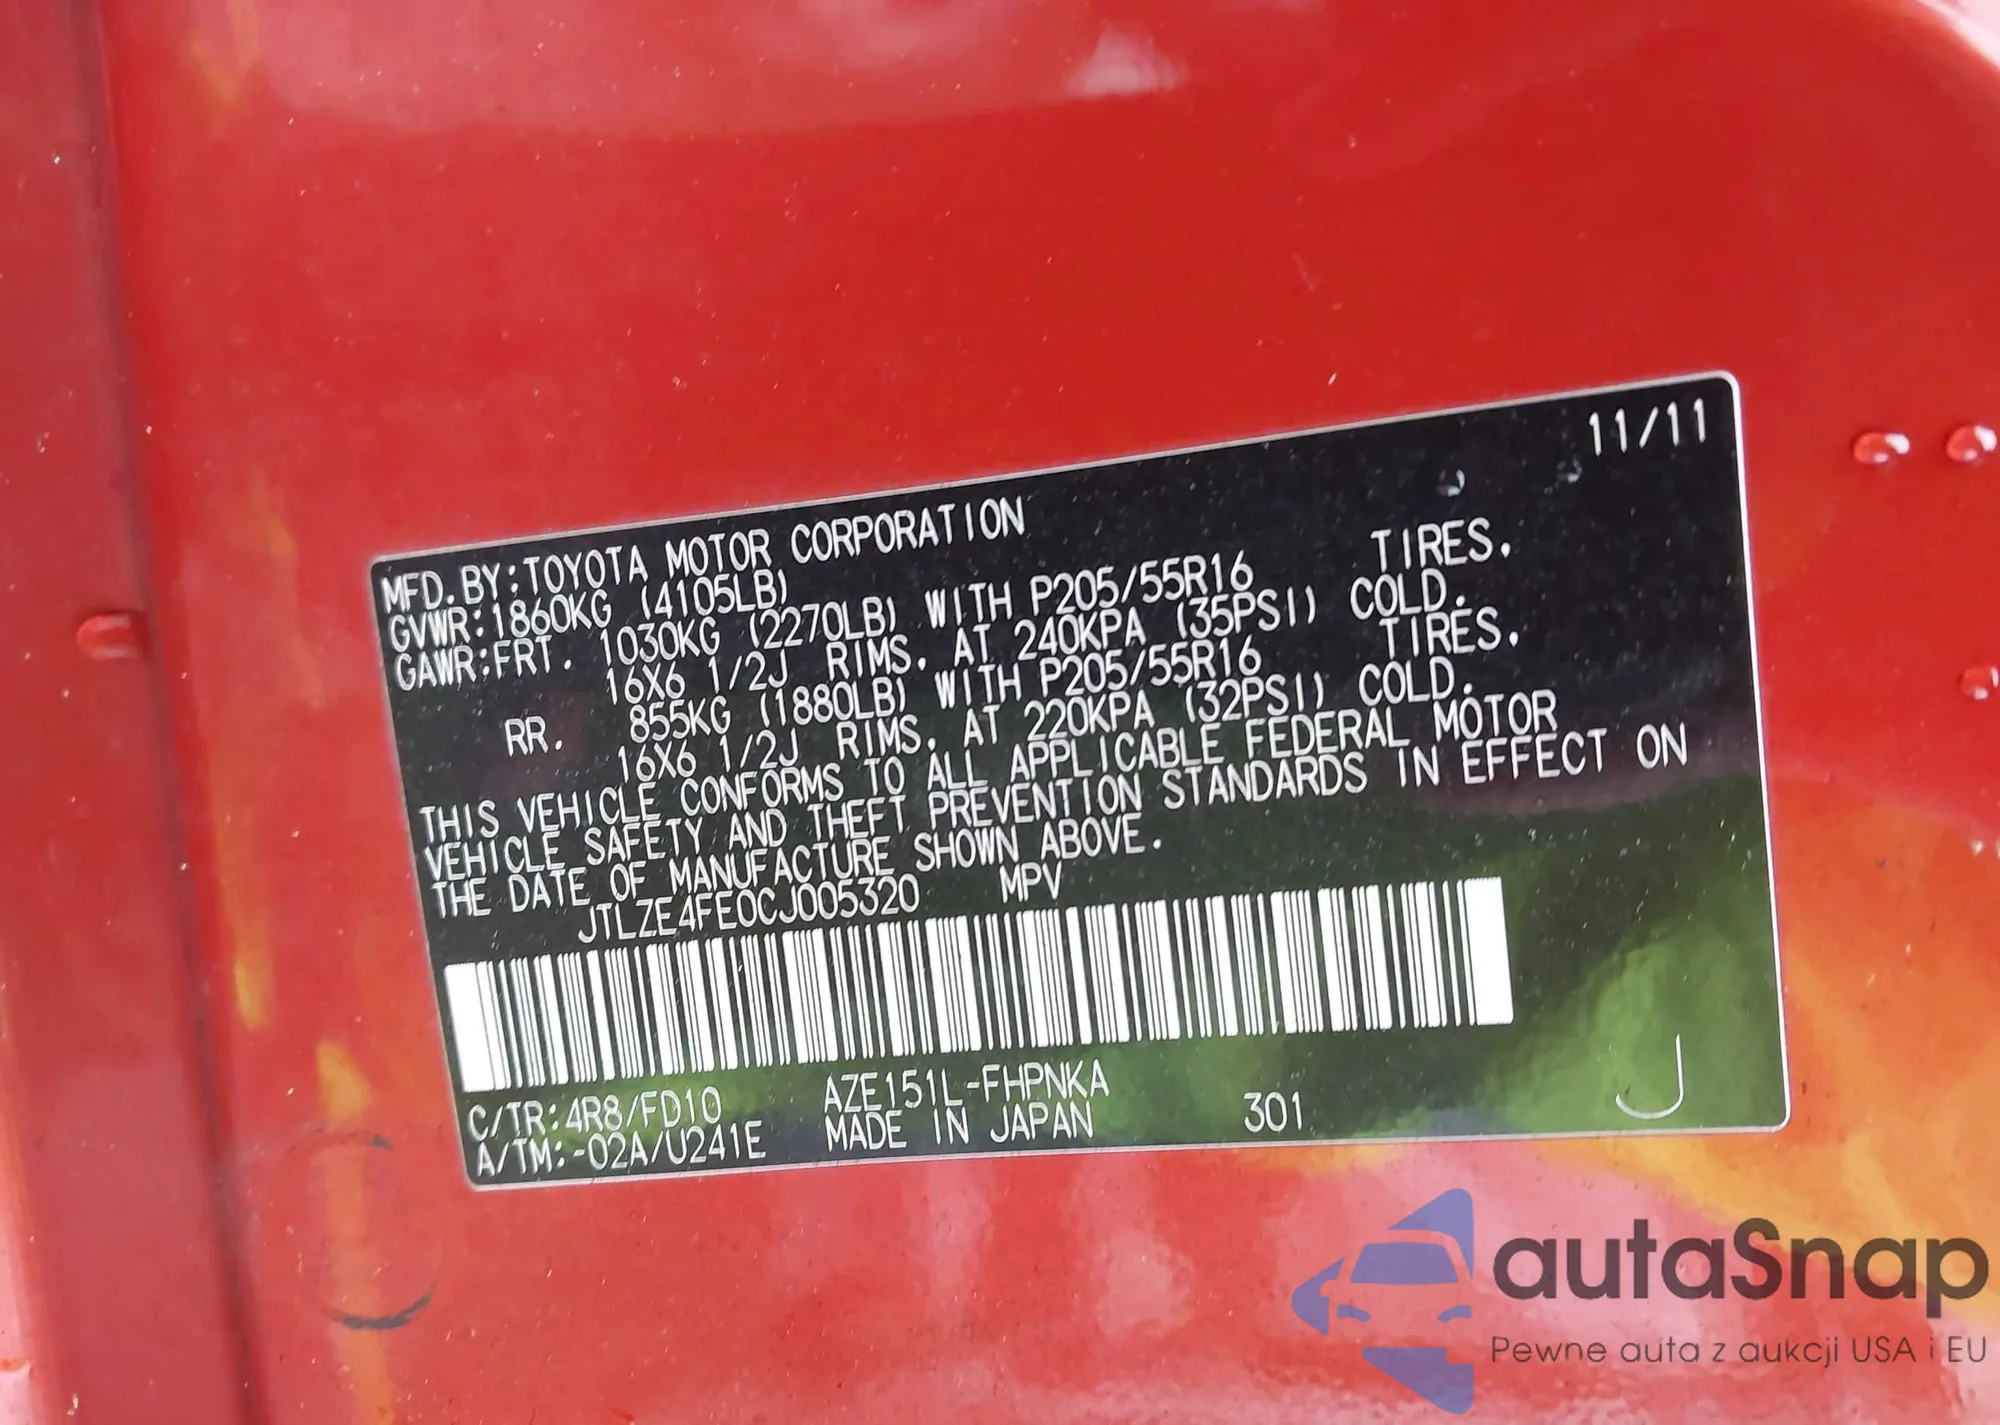 11/11
MFD.BY:TOYOTA MOTOR CORPORATION
GVWR:1860KG (4105LB)
GAWR:FRT. 1030KG (2270LB) WITH P205/55R16 TIRES.
16X6 1/2J RIMS. AT 240KPA (35PSI) COLD.
RR. 855KG (1880LB) WITH P205/55R16 TIRES.
16X6 1/2J RIMS. AT 220KPA (32PSI) COLD.
THIS VEHICLE CONFORMS TO ALL APPLICABLE FEDERAL MOTOR
VEHICLE SAFETY AND THEFT PREVENTION STANDARDS IN EFFECT ON
THE DATE OF MANUFACTURE SHOWN ABOVE.
JTLZE4FE0CJ005320 MPV
C/TR:4R8/FD10 AZE151L-FHPNKA
A/TM:-02A/U241E MADE IN JAPAN 301 J
autaSnap
Pewne auta z aukcji USA i EU